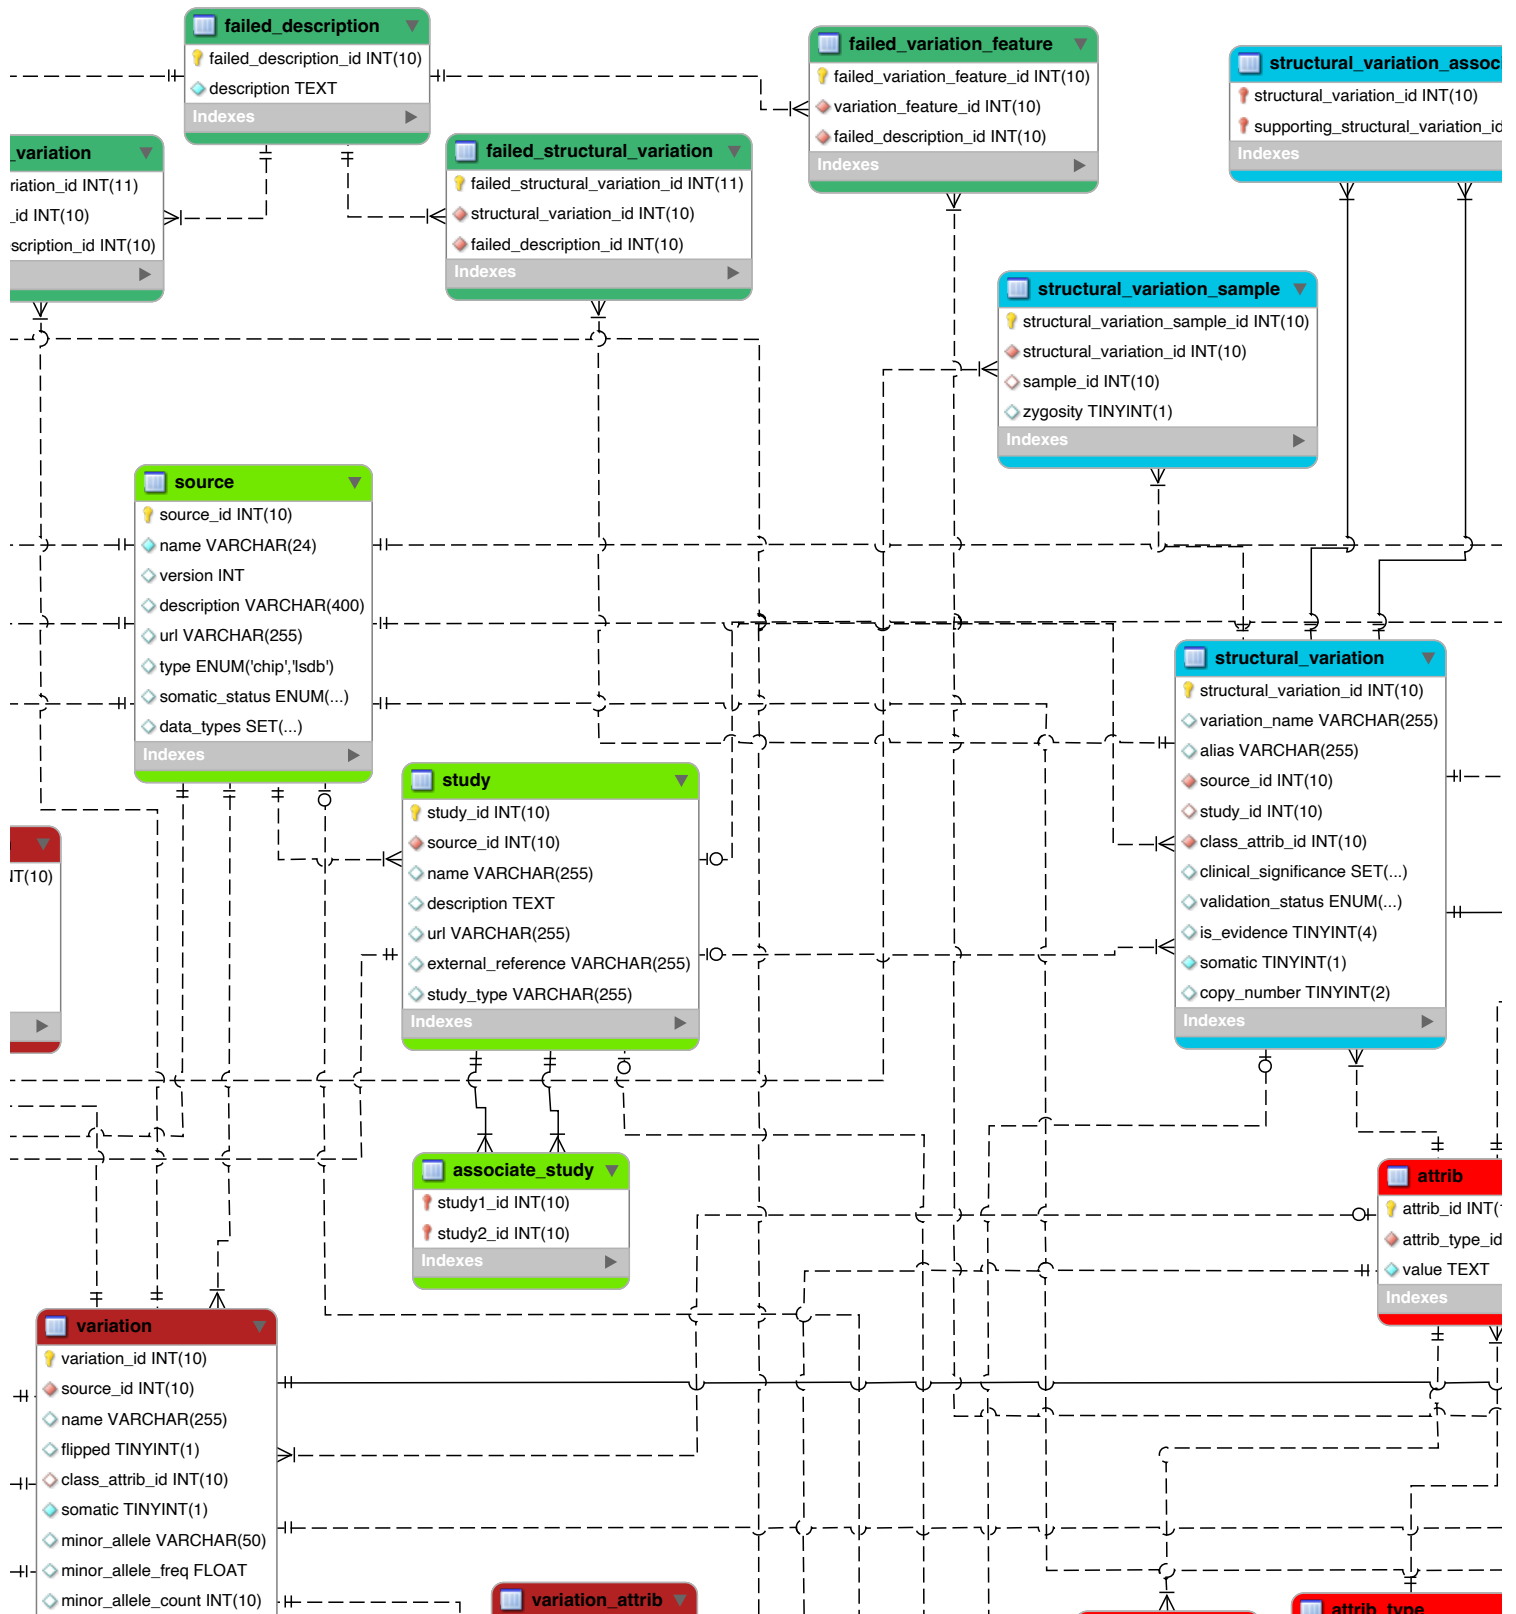 failed_description
failed_description_id INT(10)
description TEXT
Indexes
failed_variation_feature
failed_variation_feature_id INT(10)
variation_feature_id INT(10)
failed_description_id INT(10)
Indexes
structural_variation_assoc
structural_variation_id INT(10)
supporting_structural_variation_id
Indexes
_variation
riation_id INT(11)
_id INT(10)
scription_id INT(10)
failed_structural_variation
failed_structural_variation_id INT(11)
structural_variation_id INT(10)
failed_description_id INT(10)
Indexes
structural_variation_sample
structural_variation_sample_id INT(10)
structural_variation_id INT(10)
sample_id INT(10)
zygosity TINYINT(1)
Indexes
source
source_id INT(10)
name VARCHAR(24)
version INT
description VARCHAR(400)
url VARCHAR(255)
type ENUM('chip','lsdb')
somatic_status ENUM(...)
data_types SET(...)
Indexes
structural_variation
structural_variation_id INT(10)
variation_name VARCHAR(255)
alias VARCHAR(255)
source_id INT(10)
study_id INT(10)
class_attrib_id INT(10)
clinical_significance SET(...)
validation_status ENUM(...)
is_evidence TINYINT(4)
somatic TINYINT(1)
copy_number TINYINT(2)
Indexes
study
study_id INT(10)
source_id INT(10)
name VARCHAR(255)
description TEXT
url VARCHAR(255)
external_reference VARCHAR(255)
study_type VARCHAR(255)
Indexes
NT(10)
associate_study
study1_id INT(10)
study2_id INT(10)
Indexes
attrib
attrib_id INT(
attrib_type_id
value TEXT
Indexes
variation
variation_id INT(10)
source_id INT(10)
name VARCHAR(255)
flipped TINYINT(1)
class_attrib_id INT(10)
somatic TINYINT(1)
minor_allele VARCHAR(50)
minor_allele_freq FLOAT
minor_allele_count INT(10)
variation_attrib
attrib_type